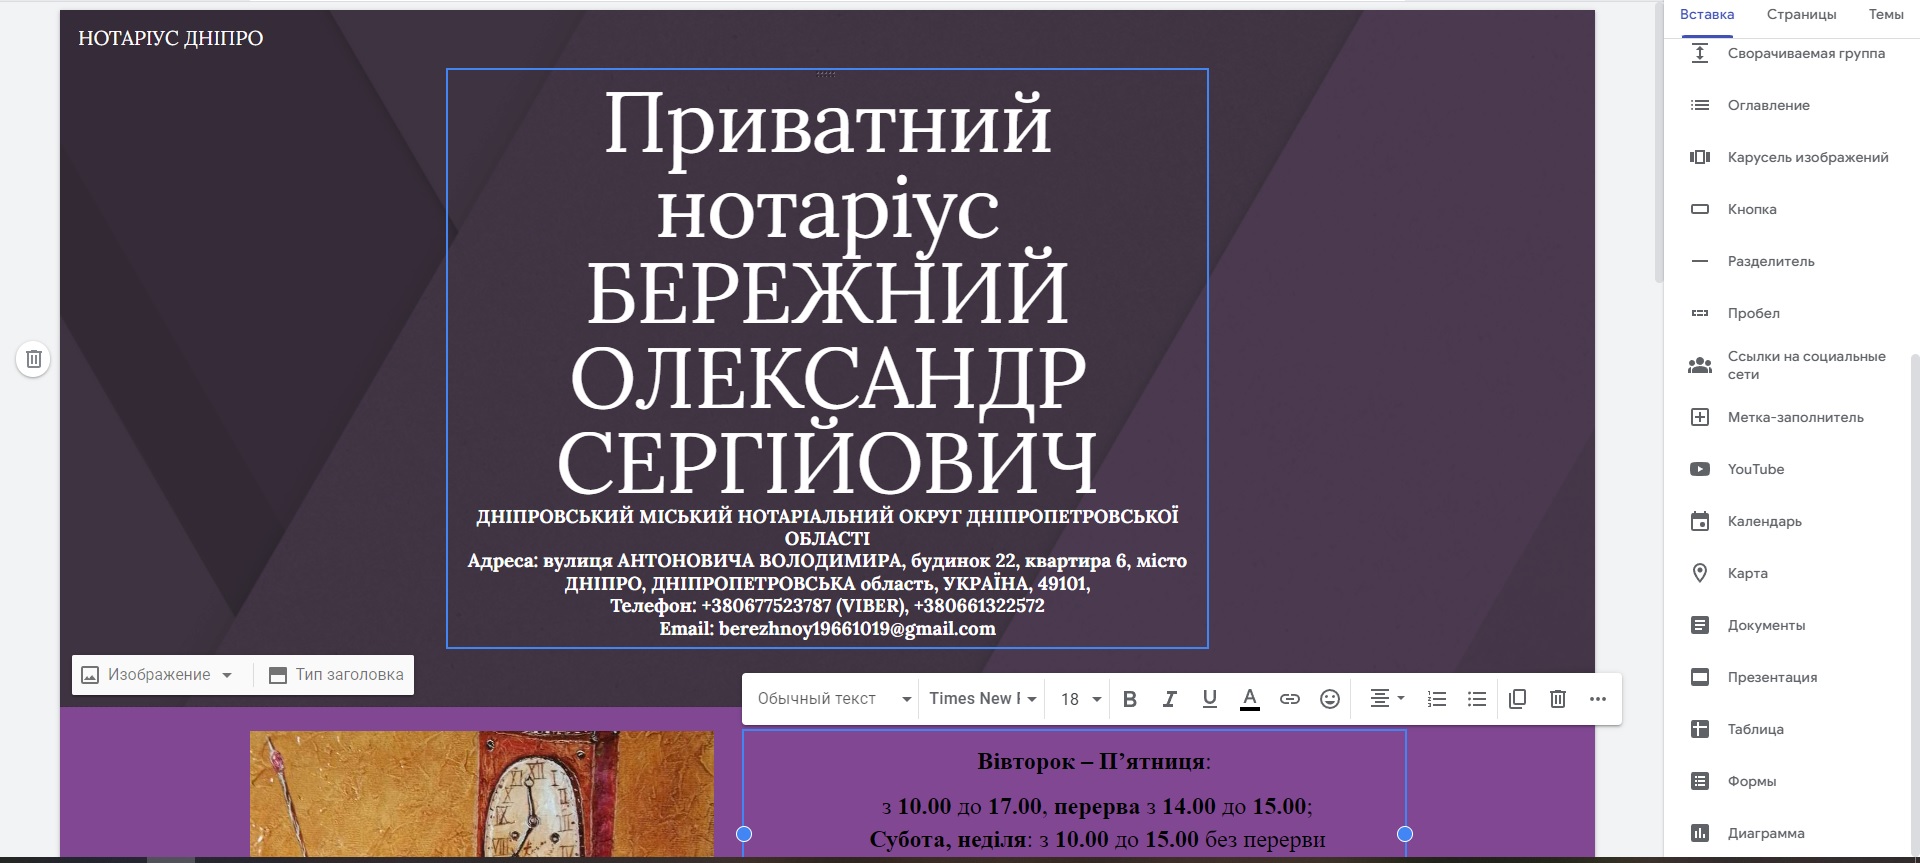 НОТАРІУС ДНІПРО
Приватний
нотаріус
БЕРЕЖНИЙ
ОЛЕКСАНДР
СЕРГІЙОВИЧ
ДНІПРОВСЬКИЙ МІСЬКИЙ НОТАРІАЛЬНИЙ ОКРУГ ДНІПРОПЕТРОВСЬКОЇ
ОБЛАСТІ
Адреса: вулиця АНТОНОВИЧА ВОЛОДИМИРА, будинок 22, квартира 6, місто
ДНІПРО, ДНІПРОПЕТРОВСЬКА область, УКРАЇНА, 49101,
Телефон: +380677523787 (VIBER), +380661322572
Email: berezhnoy19661019@gmail.com
Изображение
Тип заголовка
Обычный текст
Times New
18
Вівторок – П’ятниця:
з 10.00 до 17.00, перерва з 14.00 до 15.00;
Субота, неділя: з 10.00 до 15.00 без перерви
Вставка
Страницы
Темы
Сворачиваемая группа
Оглавление
Карусель изображений
Кнопка
Разделитель
Пробел
Ссылки на социальные
сети
Метка-заполнитель
YouTube
Календарь
Карта
Документы
Презентация
Таблица
Формы
Диаграмма